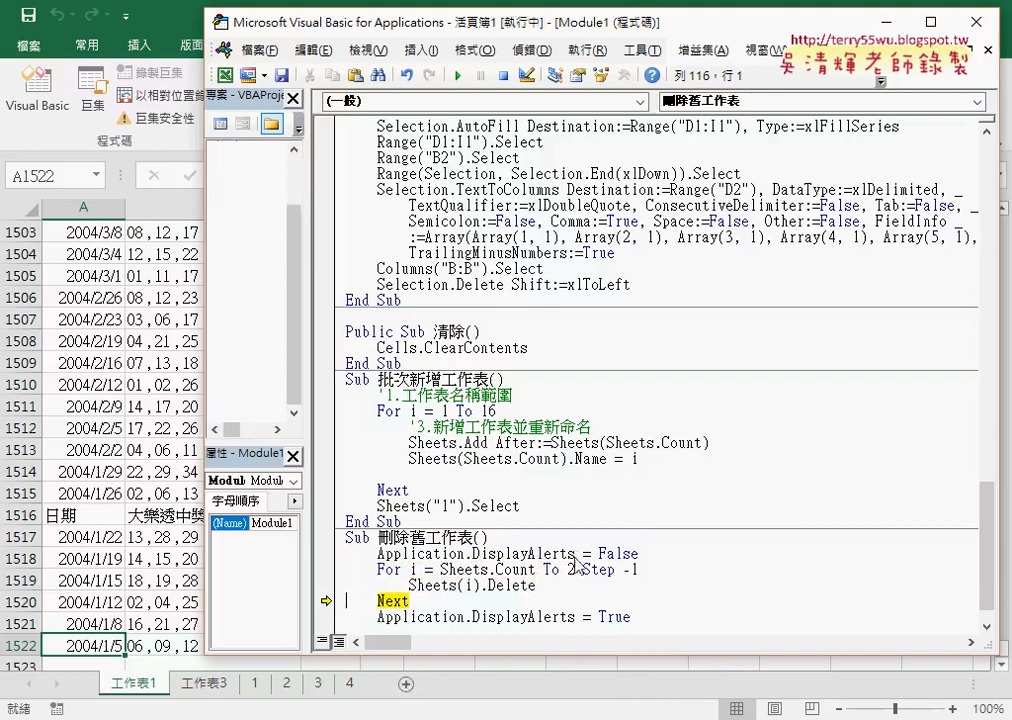 Microsoft Visual Basic for Applications - 活頁簿1 [執行中] - [Module1 (程式碼)]
http://terry55wu.blogspot.tw
吳清輝老師錄製
檔案 常用 插入 版面
檔案(F) 編輯(E) 檢視(V) 插入(I) 格式(O) 偵錯(D) 執行(R) 工具(T) 增益集(A) 視窗(W)
列 116，行 1
Visual Basic 巨集
錄製巨集
以相對位置錄
巨集安全性
程式碼
專案 - VBAProje
(一般) 刪除舊工作表
A1522
A
1503 2004/3/8 08,12,17
1504 2004/3/4 12,15,22
1505 2004/3/1 01,11,17
1506 2004/2/26 08,12,23
1507 2004/2/23 03,06,17
1508 2004/2/19 04,21,25
1509 2004/2/16 07,13,18
1510 2004/2/12 01,02,26
1511 2004/2/9 14,17,20
1512 2004/2/5 17,22,26
1513 2004/2/2 04,06,11
1514 2004/1/29 22,29,34
1515 2004/1/26 02,06,13
1516 日期 大樂透中獎
1517 2004/1/22 13,28,29
1518 2004/1/19 14,15,29
1519 2004/1/15 04,14,20
1520 2004/1/12 01,02,03
1521 2004/1/8 16,21,27
1522 2004/1/5 06,09,12
1523
屬性 - Module1
Modul Modul
字母順序
(Name) Module1
Selection.AutoFill Destination:=Range("D1:I1"), Type:=xlFillSeries
Range("D1:I1").Select
Range("B2").Select
Range(Selection, Selection.End(xlDown)).Select
Selection.TextToColumns Destination:=Range("D2"), DataType:=xlDelimited, _
TextQualifier:=xlDoubleQuote, ConsecutiveDelimiter:=False, Tab:=False, _
Semicolon:=False, Comma:=True, Space:=False, Other:=False, FieldInfo _
:=Array(Array(1, 1), Array(2, 1), Array(3, 1), Array(4, 1), Array(5, 1),
TrailingMinusNumbers:=True
Columns("B:B").Select
Selection.Delete Shift:=xlToLeft
End Sub
Public Sub 清除()
Cells.ClearContents
End Sub
Sub 批次新增工作表()
'1.工作表名稱範圍
For i = 1 To 16
'3.新增工作表並重新命名
Sheets.Add After:=Sheets(Sheets.Count)
Sheets(Sheets.Count).Name = i
Next
Sheets("1").Select
End Sub
Sub 刪除舊工作表()
Application.DisplayAlerts = False
For i = Sheets.Count To 2 Step -1
Sheets(i).Delete
Next
Application.DisplayAlerts = True
工作表1 工作表3 1 2 3 4
就緒
100%